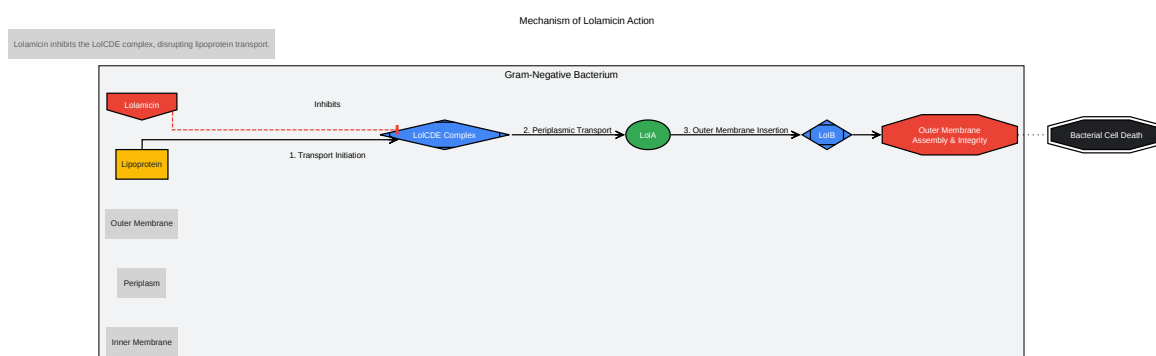 Mechanism of Lolamicin Action
Lolamicin inhibits the LolCDE complex, disrupting lipoprotein transport.
Gram-Negative Bacterium
Lolamicin
Inhibits
LolCDE Complex
2. Periplasmic Transport
LolA
3. Outer Membrane Insertion
LolB
Outer Membrane
Assembly & Integrity
Bacterial Cell Death
1. Transport Initiation
Lipoprotein
Outer Membrane
Periplasm
Inner Membrane